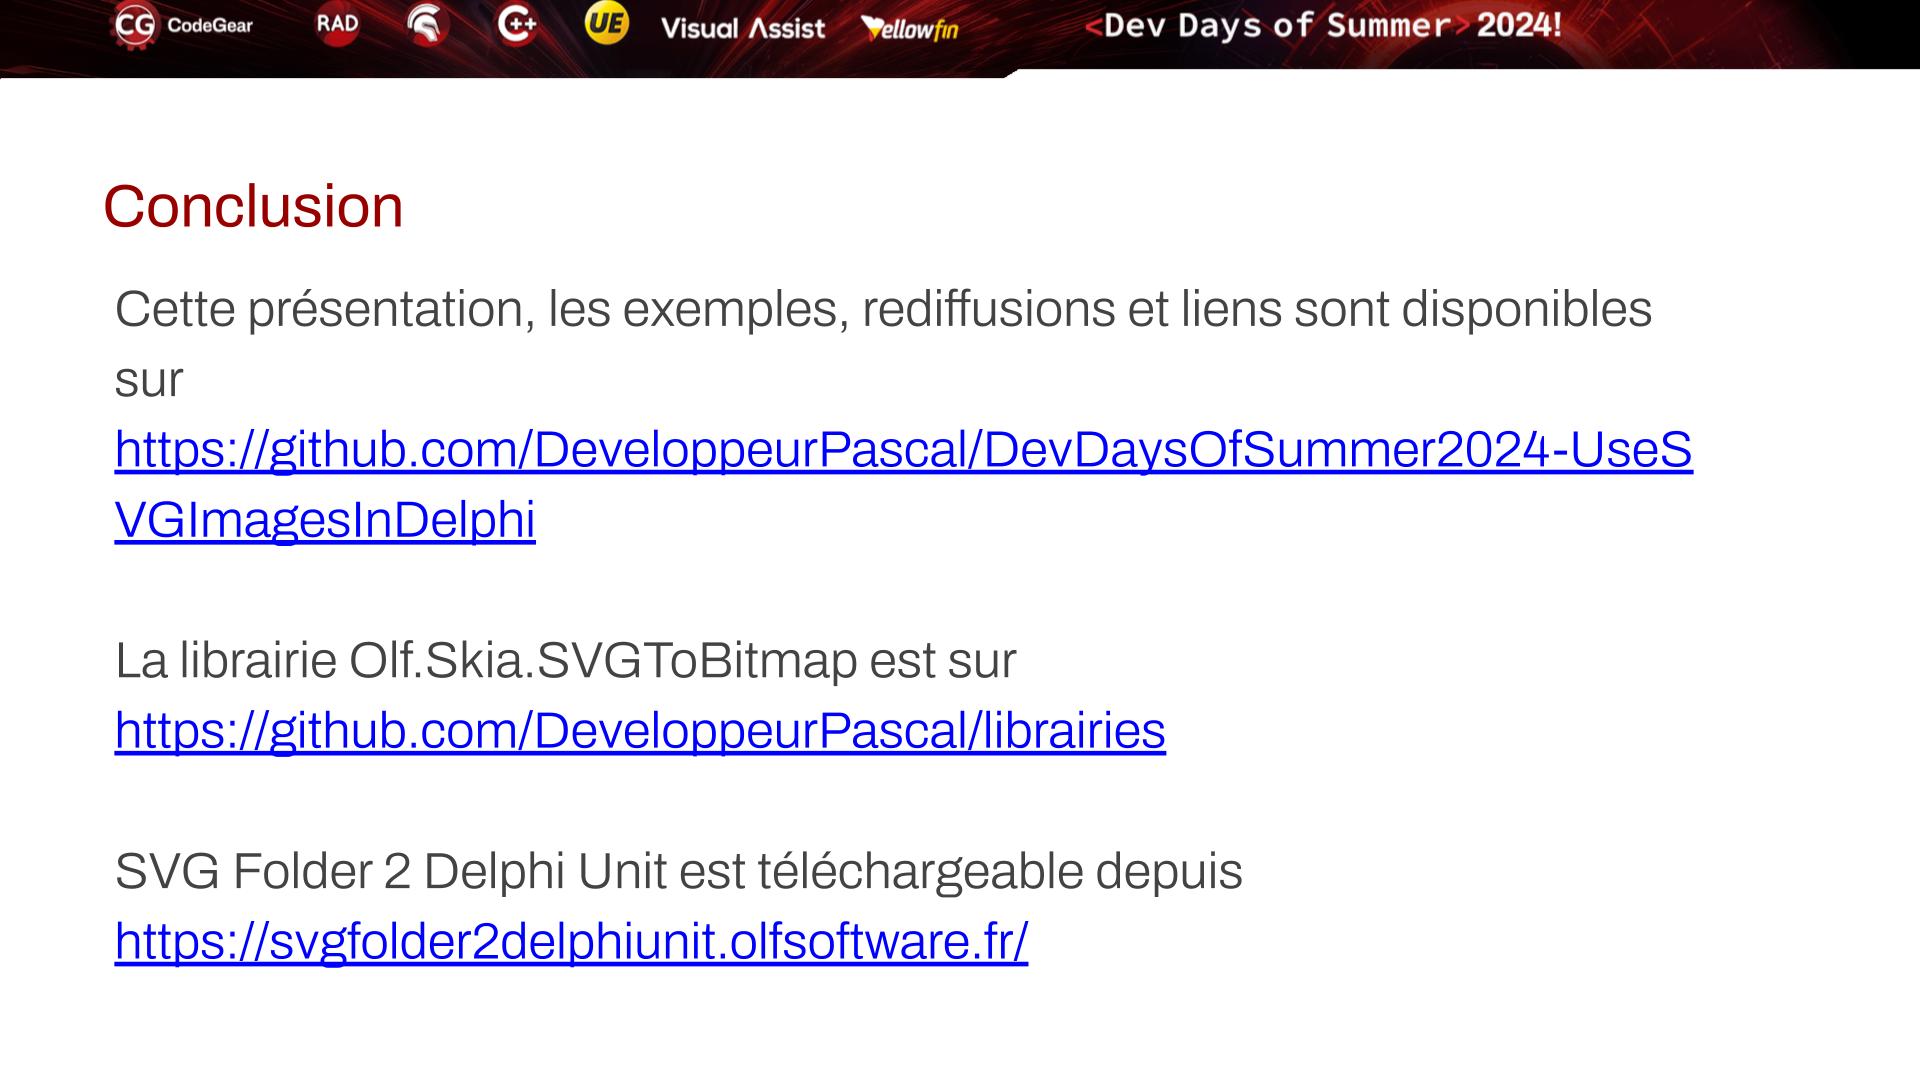 CG CodeGear RAD C++ UE Visual Assist Yellowfin <Dev Days of Summer> 2024!
Conclusion
Cette présentation, les exemples, rediffusions et liens sont disponibles
sur
https://github.com/DeveloppeurPascal/DevDaysOfSummer2024-UseS
VGImagesInDelphi
La librairie Olf.Skia.SVGToBitmap est sur
https://github.com/DeveloppeurPascal/librairies
SVG Folder 2 Delphi Unit est téléchargeable depuis
https://svgfolder2delphiunit.olfsoftware.fr/